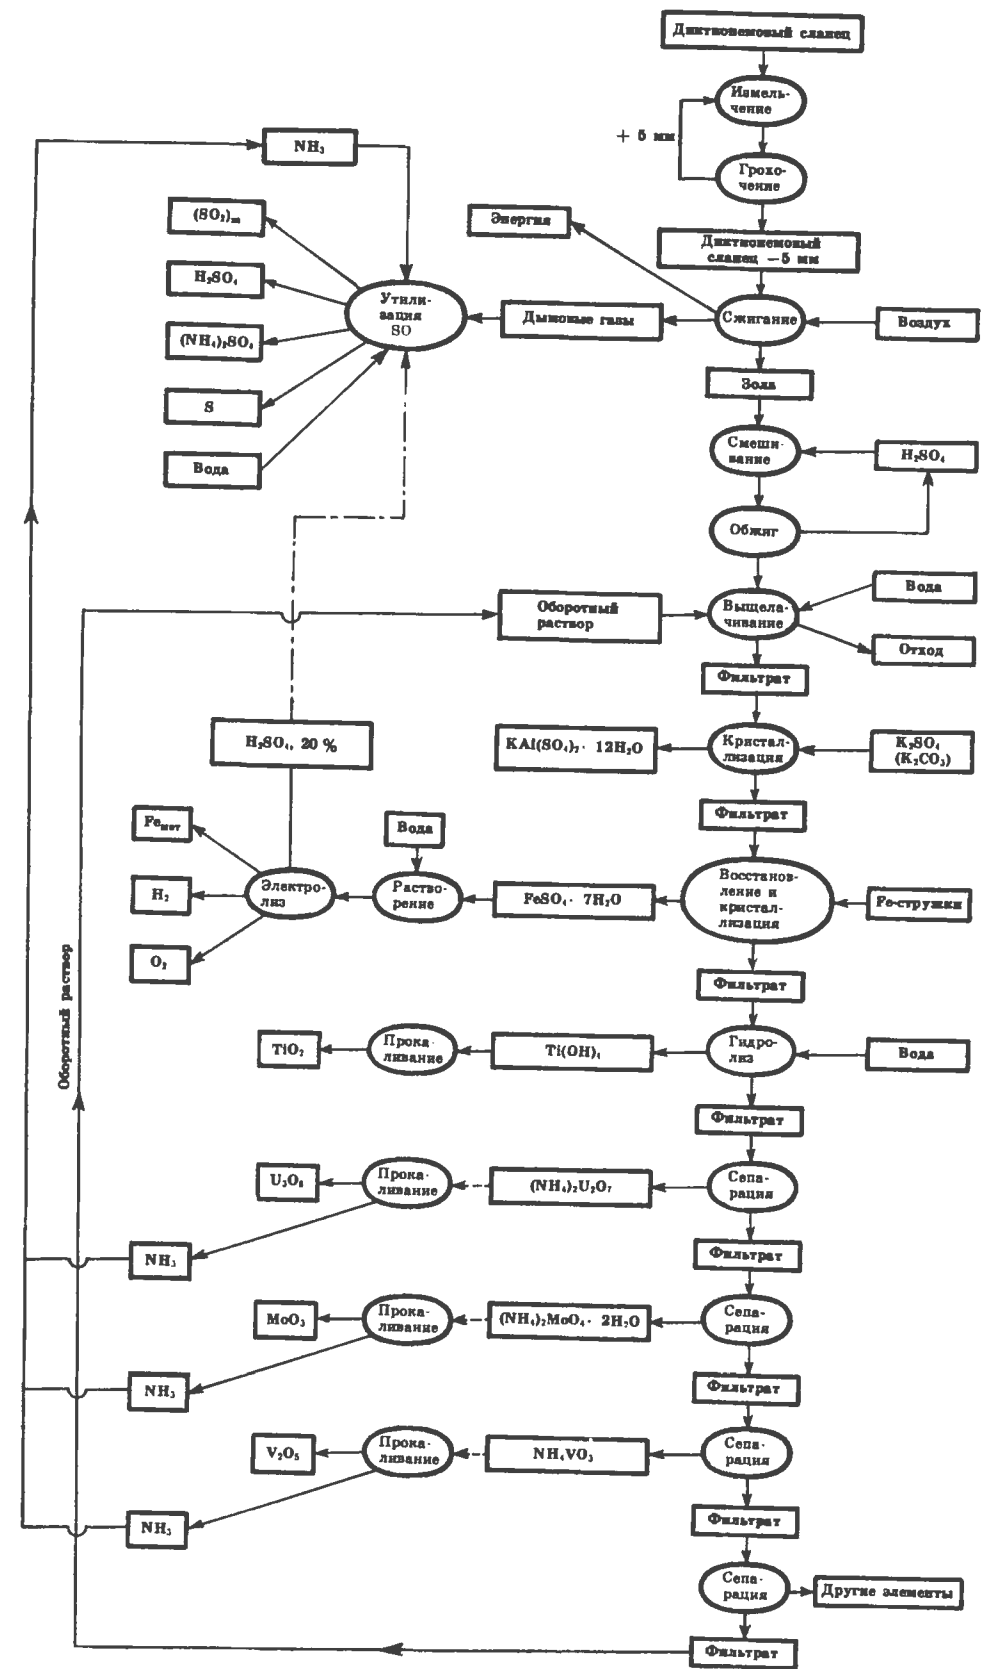 Диктионемовый сланец
Измель-
чение
+ 5 мм
Грохо-
чение
NH₃
(SO₂)ₘ
Энергия
Диктионемовый
сланец —5 мм
H₂SO₄
Утили-
зация
SO
Дымовые газы
Сжигание
Воздух
(NH₄)₂SO₄
Зола
S
Вода
Смеши-
вание
H₂SO₄
Обжиг
Оборотный
раствор
Выщела-
чивание
Вода
Отход
Фильтрат
H₂SO₄, 20 %
KAl(SO₄)₂· 12H₂O
Кристал-
лизация
K₂SO₄
(K₂CO₃)
Фильтрат
Feмет
Вода
H₂
Электро-
лиз
Раство-
рение
FeSO₄· 7H₂O
Восстанов-
ление и
кристал-
лизация
Fe-стружки
O₂
Оборотный раствор
Фильтрат
TiO₂
Прока-
ливание
Ti(OH)₄
Гидро-
лиз
Вода
Фильтрат
U₃O₈
Прока-
ливание
(NH₄)₂U₂O₇
Сепа-
рация
NH₃
Фильтрат
MoO₃
Прока-
ливание
(NH₄)₂MoO₄· 2H₂O
Сепа-
рация
NH₃
Фильтрат
V₂O₅
Прока-
ливание
NH₄VO₃
Сепа-
рация
NH₃
Фильтрат
Сепа-
рация
Другие элементы
Фильтрат